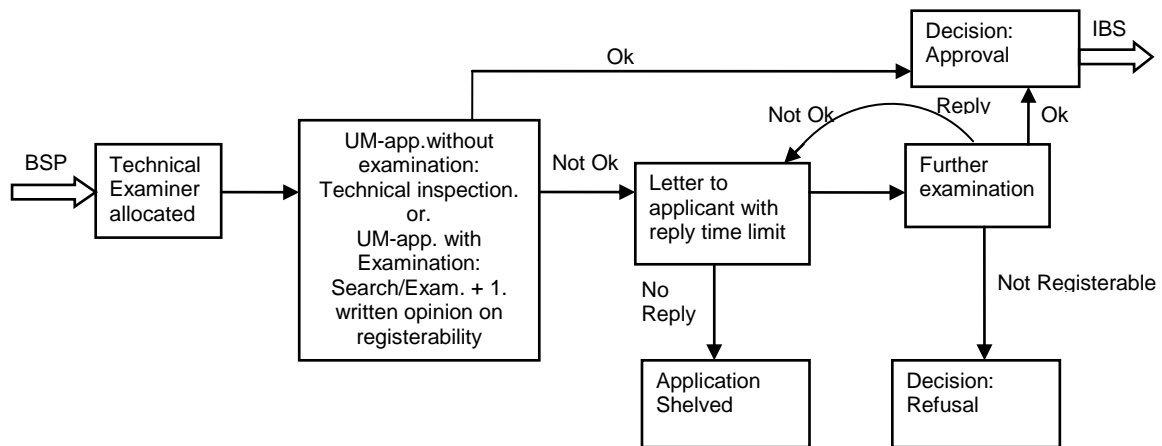 BSP
Technical
Examiner
allocated
UM-app.without
examination:
Technical inspection.
or.
UM-app. with
Examination:
Search/Exam. + 1.
written opinion on
registerability
Ok
Not Ok
Letter to
applicant with
reply time limit
No
Reply
Application
Shelved
Not Ok
Reply
Further
examination
Ok
Decision:
Approval
IBS
Not Registerable
Decision:
Refusal